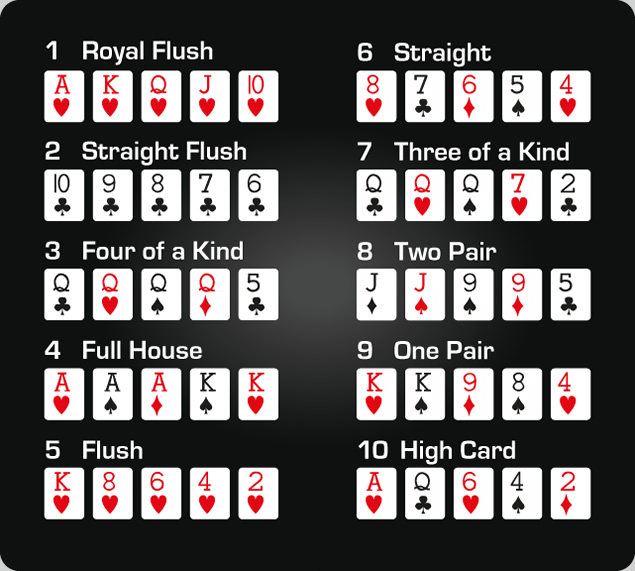 1 Royal Flush
A K Q J 10
2 Straight Flush
10 9 8 7 6
3 Four of a Kind
Q Q Q Q 5
4 Full House
A A A K K
5 Flush
K 8 6 4 2
6 Straight
8 7 6 5 4
7 Three of a Kind
Q Q Q 7 2
8 Two Pair
J J 9 9 5
9 One Pair
K K 9 8 4
10 High Card
A Q 6 4 2